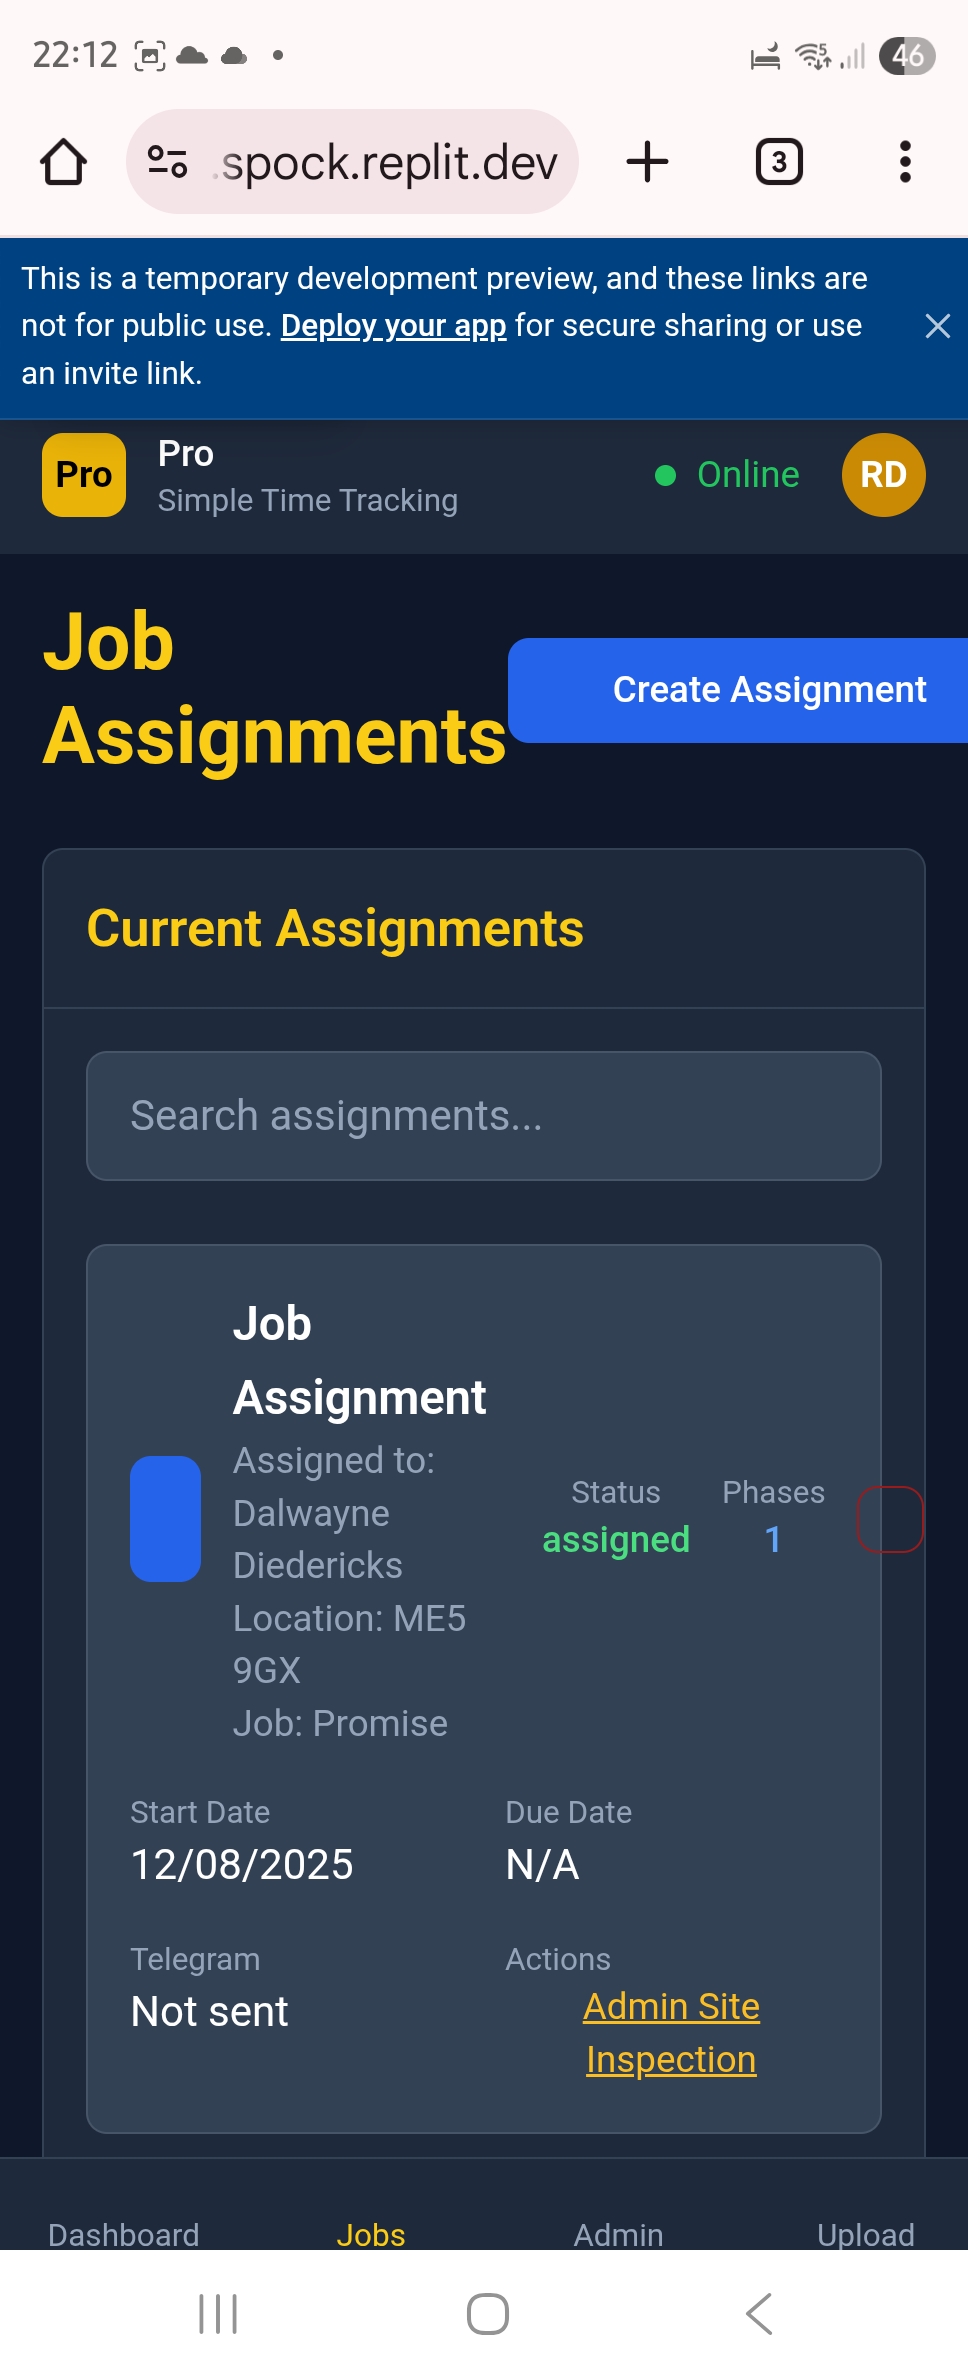 22:12
5
46
.spock.replit.dev
3
This is a temporary development preview, and these links are
not for public use. Deploy your app for secure sharing or use
an invite link.
Pro
Pro
Simple Time Tracking
Online
RD
Job
Assignments
Create Assignment
Current Assignments
Search assignments...
Job
Assignment
Assigned to:
Dalwayne
Diedericks
Location: ME5
9GX
Job: Promise
Status
assigned
Phases
1
Start Date
12/08/2025
Due Date
N/A
Telegram
Not sent
Actions
Admin Site
Inspection
Dashboard
Jobs
Admin
Upload